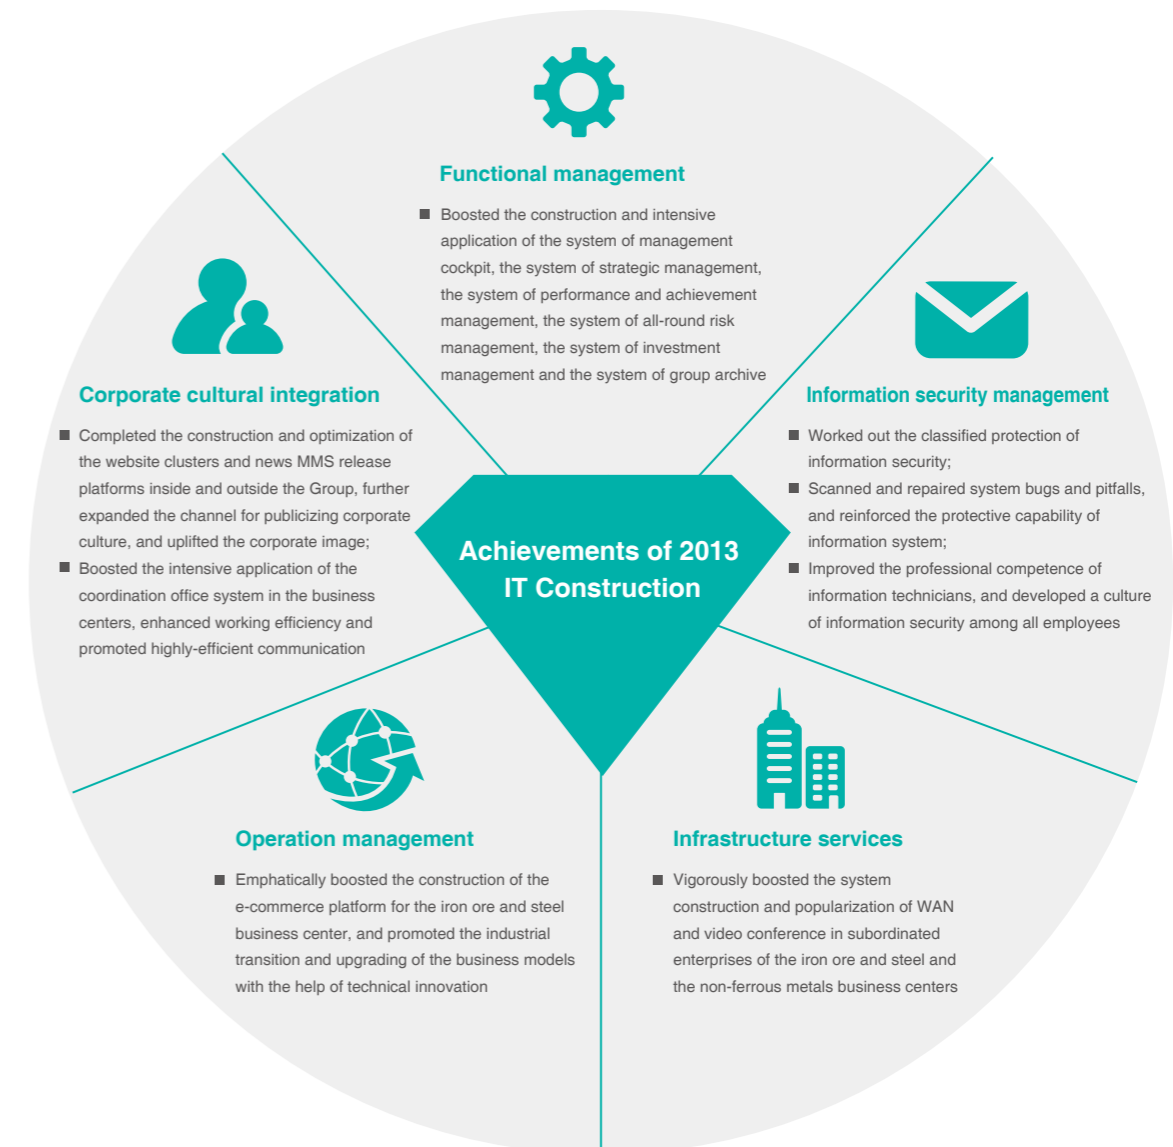 Functional management
Boosted the construction and intensive
application of the system of management
cockpit, the system of strategic management,
the system of performance and achievement
management, the system of all-round risk
management, the system of investment
management and the system of group archive
Corporate cultural integration
Completed the construction and optimization of
the website clusters and news MMS release
platforms inside and outside the Group, further
expanded the channel for publicizing corporate
culture, and uplifted the corporate image;
Boosted the intensive application of the
coordination office system in the business
centers, enhanced working efficiency and
promoted highly-efficient communication
Information security management
Worked out the classified protection of
information security;
Scanned and repaired system bugs and pitfalls,
and reinforced the protective capability of
information system;
Improved the professional competence of
information technicians, and developed a culture
of information security among all employees
Achievements of 2013
IT Construction
Operation management
Emphatically boosted the construction of the
e-commerce platform for the iron ore and steel
business center, and promoted the industrial
transition and upgrading of the business models
with the help of technical innovation
Infrastructure services
Vigorously boosted the system
construction and popularization of WAN
and video conference in subordinated
enterprises of the iron ore and steel and
the non-ferrous metals business centers